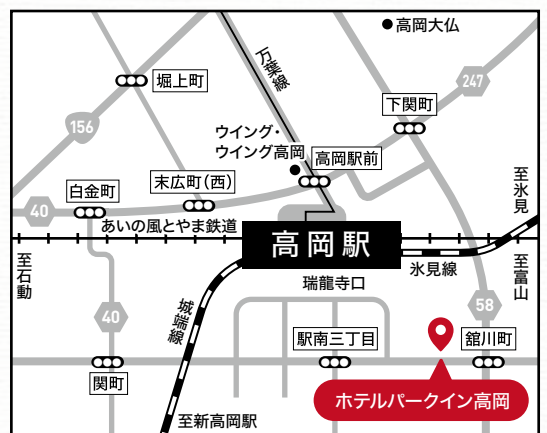 高岡大仏
万葉線
247
堀上町
下関町
156
ウイング・
ウイング高岡
高岡駅前
至氷見
白金町
末広町(西)
40
あいの風とやま鉄道
高岡駅
至石動
氷見線
至富山
瑞龍寺口
城端線
58
40
駅南三丁目
舘川町
関町
ホテルパークイン高岡
至新高岡駅